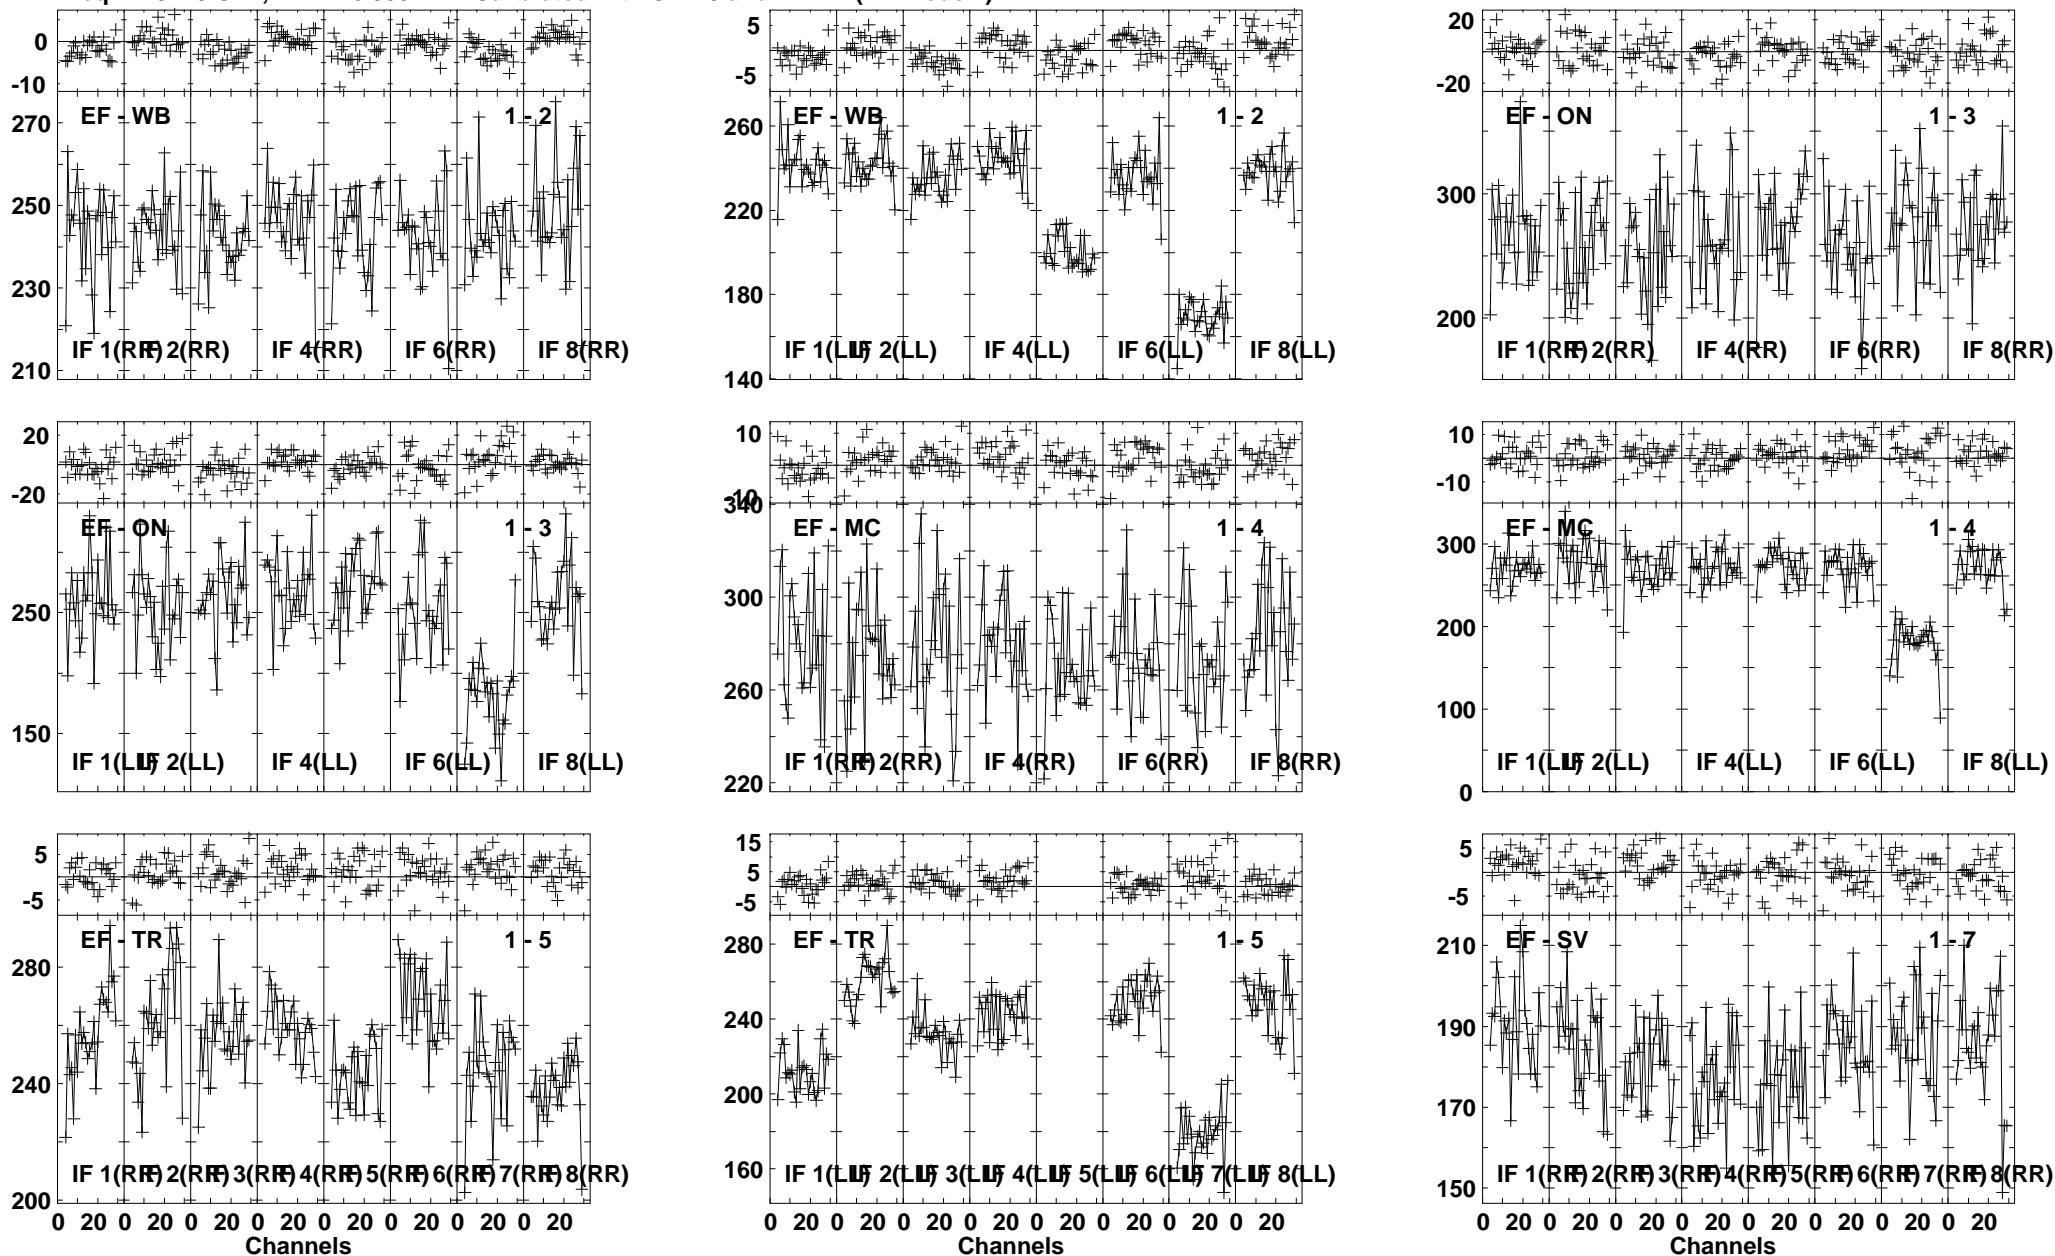 0
-10
270
250
230
210
EF - WB
1 - 2
IF 1(RR)
IF 2(RR)
IF 4(RR)
IF 6(RR)
IF 8(RR)
5
-5
260
220
180
140
EF - WB
1 - 2
IF 1(LL)
IF 2(LL)
IF 4(LL)
IF 6(LL)
IF 8(LL)
20
-20
300
200
EF - ON
1 - 3
IF 1(RR)
IF 2(RR)
IF 4(RR)
IF 6(RR)
IF 8(RR)
20
-20
250
150
EF - ON
1 - 3
IF 1(LL)
IF 2(LL)
IF 4(LL)
IF 6(LL)
IF 8(LL)
10
-10
340
300
260
220
EF - MC
1 - 4
IF 1(RR)
IF 2(RR)
IF 4(RR)
IF 6(RR)
IF 8(RR)
10
-10
300
200
100
0
EF - MC
1 - 4
IF 1(LL)
IF 2(LL)
IF 4(LL)
IF 6(LL)
IF 8(LL)
5
-5
280
240
200
EF - TR
1 - 5
IF 1(RR)
IF 2(RR)
IF 3(RR)
IF 4(RR)
IF 5(RR)
IF 6(RR)
IF 7(RR)
IF 8(RR)
0 20 0 20 0 20 0 20 0 20 0 20 0 20 0 20
Channels
15
5
-5
280
240
200
160
EF - TR
1 - 5
IF 1(LL)
IF 2(LL)
IF 3(LL)
IF 4(LL)
IF 5(LL)
IF 6(LL)
IF 7(LL)
IF 8(LL)
0 20 0 20 0 20 0 20 0 20 0 20 0 20 0 20
Channels
5
-5
210
190
170
150
EF - SV
1 - 7
IF 1(RR)
IF 2(RR)
IF 3(RR)
IF 4(RR)
IF 5(RR)
IF 6(RR)
IF 7(RR)
IF 8(RR)
0 20 0 20 0 20 0 20 0 20 0 20 0 20 0 20
Channels